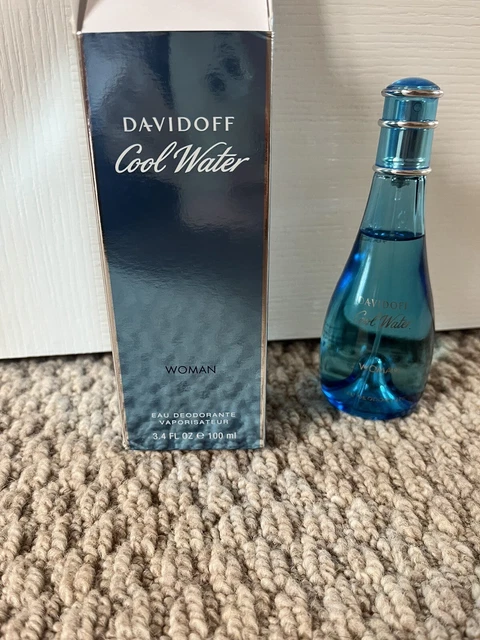 DAVIDOFF
Cool Water
WOMAN
EAU DEODORANTE
VAPORISATEUR
3.4 FL OZ ℮ 100 ml
DAVIDOFF
Cool Water
WOMAN